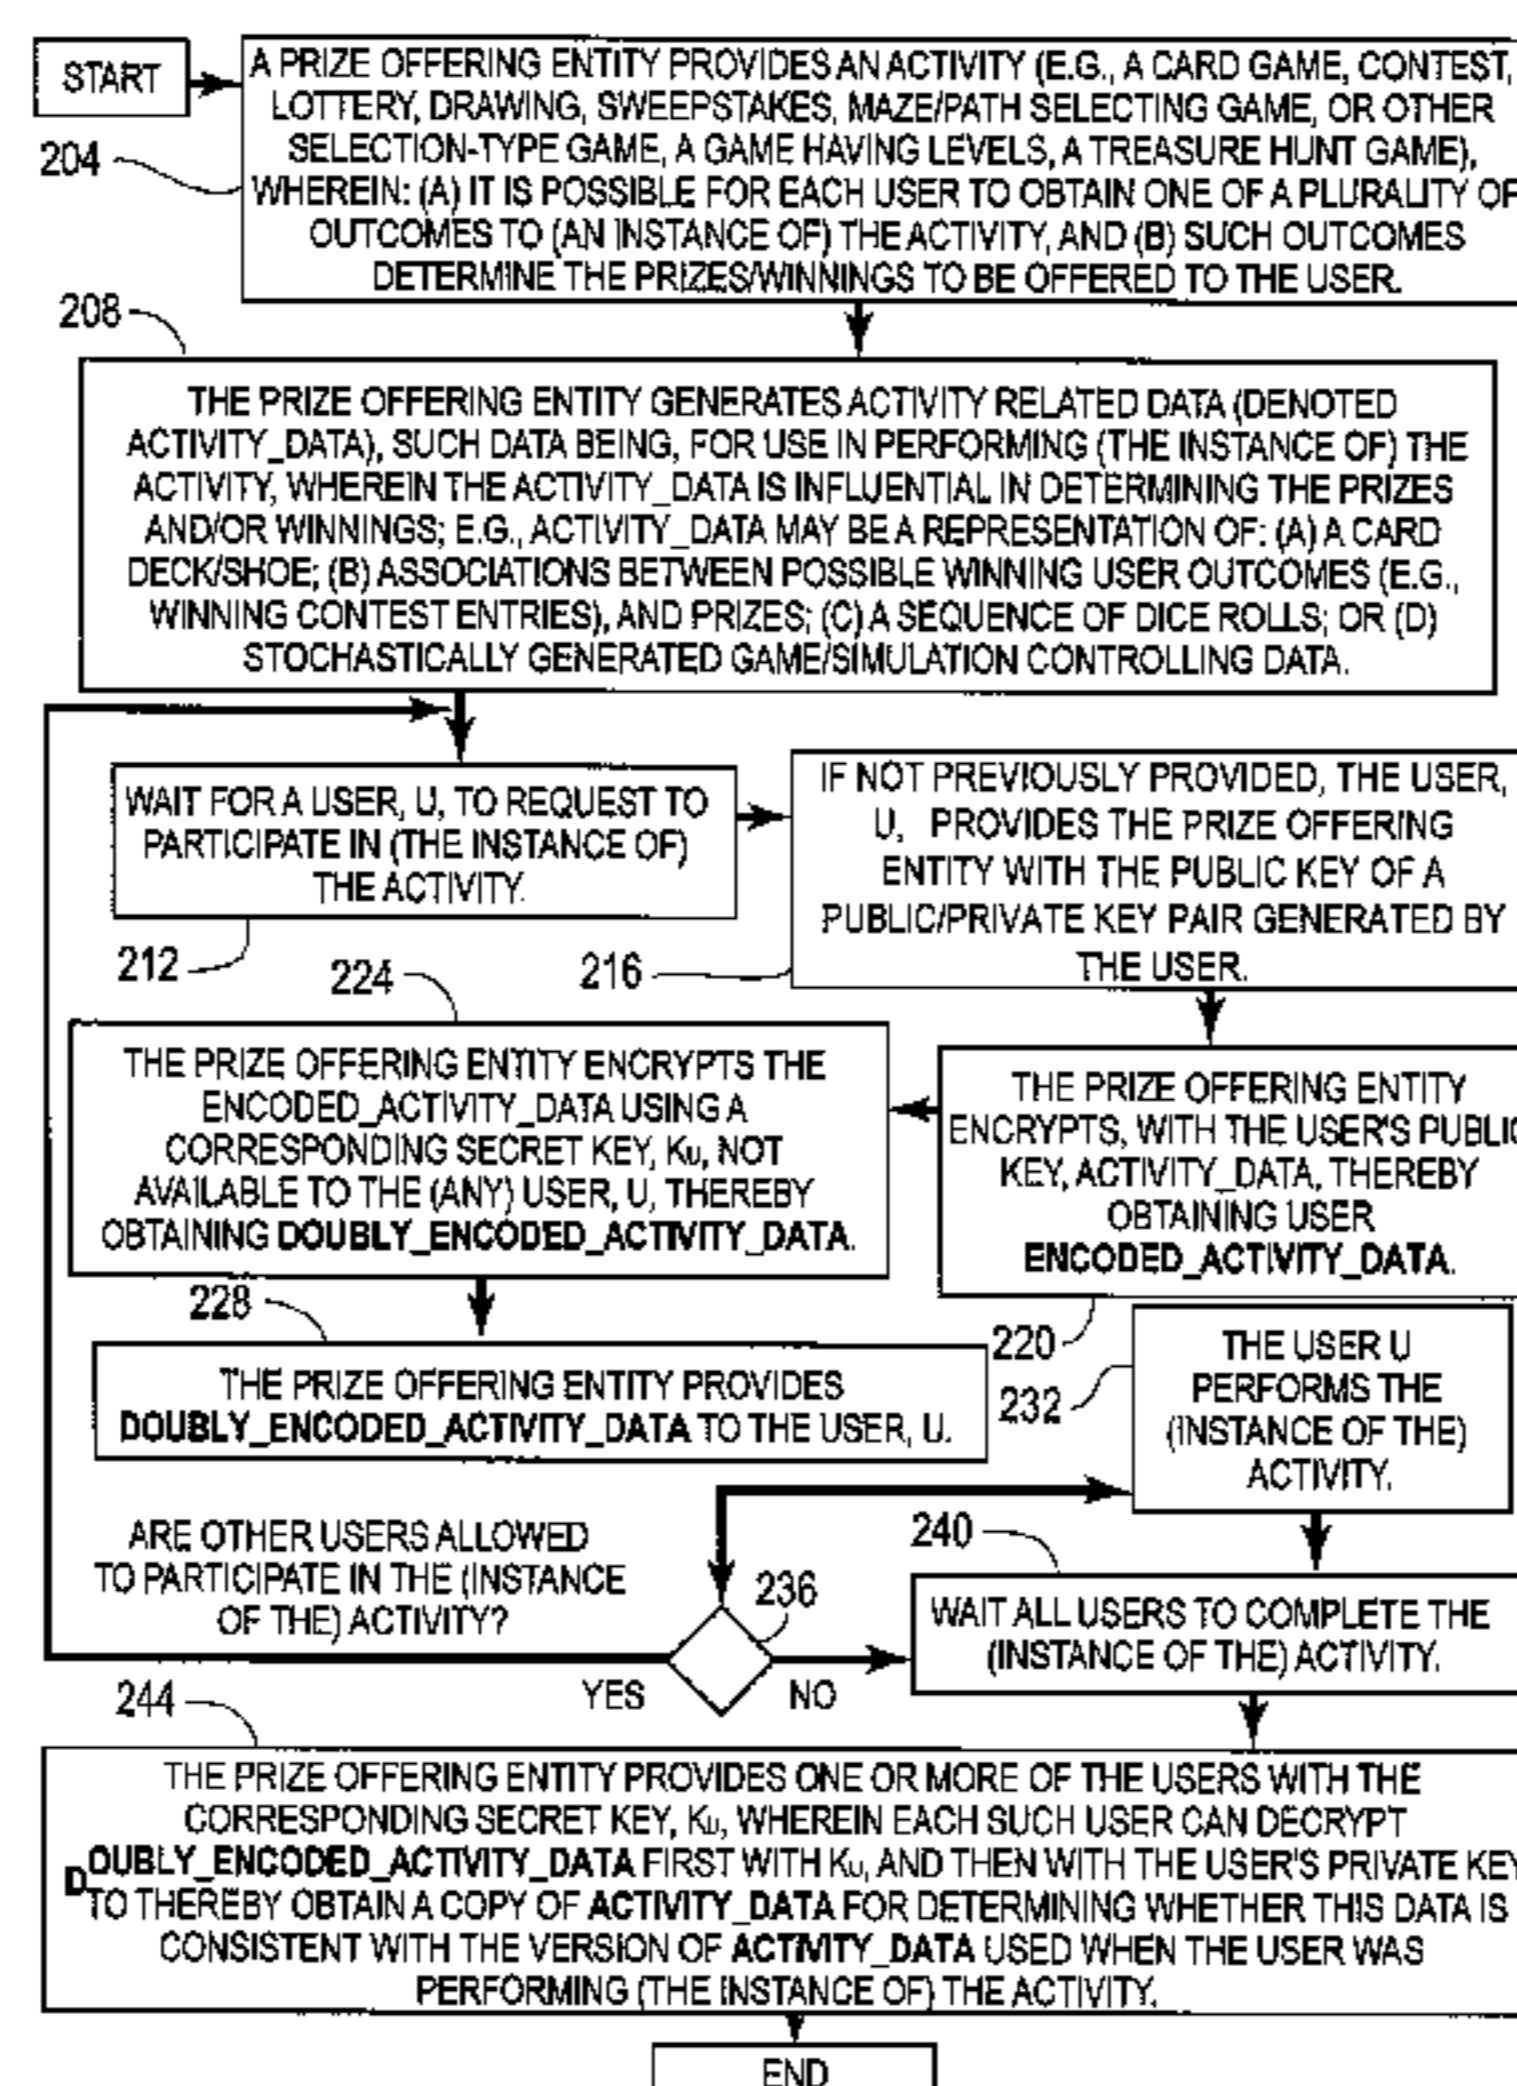 START
A PRIZE OFFERING ENTITY PROVIDES AN ACTIVITY (E.G., A CARD GAME, CONTEST,
LOTTERY, DRAWING, SWEEPSTAKES, MAZE/PATH SELECTING GAME, OR OTHER
SELECTION-TYPE GAME, A GAME HAVING LEVELS, A TREASURE HUNT GAME),
WHEREIN: (A) IT IS POSSIBLE FOR EACH USER TO OBTAIN ONE OF A PLURALITY OF
OUTCOMES TO (AN INSTANCE OF) THE ACTIVITY, AND (B) SUCH OUTCOMES
DETERMINE THE PRIZES/WINNINGS TO BE OFFERED TO THE USER.
204
208
THE PRIZE OFFERING ENTITY GENERATES ACTIVITY RELATED DATA (DENOTED
ACTIVITY_DATA), SUCH DATA BEING, FOR USE IN PERFORMING (THE INSTANCE OF) THE
ACTIVITY, WHEREIN THE ACTIVITY_DATA IS INFLUENTIAL IN DETERMINING THE PRIZES
AND/OR WINNINGS; E.G., ACTIVITY_DATA MAY BE A REPRESENTATION OF: (A) A CARD
DECK/SHOE; (B) ASSOCIATIONS BETWEEN POSSIBLE WINNING USER OUTCOMES (E.G.,
WINNING CONTEST ENTRIES), AND PRIZES; (C) A SEQUENCE OF DICE ROLLS; OR (D)
STOCHASTICALLY GENERATED GAME/SIMULATION CONTROLLING DATA.
WAIT FOR A USER, U, TO REQUEST TO
PARTICIPATE IN (THE INSTANCE OF)
THE ACTIVITY.
212
IF NOT PREVIOUSLY PROVIDED, THE USER,
U, PROVIDES THE PRIZE OFFERING
ENTITY WITH THE PUBLIC KEY OF A
PUBLIC/PRIVATE KEY PAIR GENERATED BY
THE USER.
216
224
THE PRIZE OFFERING ENTITY ENCRYPTS THE
ENCODED_ACTIVITY_DATA USING A
CORRESPONDING SECRET KEY, KU, NOT
AVAILABLE TO THE (ANY) USER, U, THEREBY
OBTAINING DOUBLY_ENCODED_ACTIVITY_DATA.
THE PRIZE OFFERING ENTITY
ENCRYPTS, WITH THE USER'S PUBLIC
KEY, ACTIVITY_DATA, THEREBY
OBTAINING USER
ENCODED_ACTIVITY_DATA.
220
228
THE PRIZE OFFERING ENTITY PROVIDES
DOUBLY_ENCODED_ACTIVITY_DATA TO THE USER, U.
232
THE USER U
PERFORMS THE
(INSTANCE OF THE)
ACTIVITY.
ARE OTHER USERS ALLOWED
TO PARTICIPATE IN THE (INSTANCE
OF THE) ACTIVITY?
236
YES
NO
240
WAIT ALL USERS TO COMPLETE THE
(INSTANCE OF THE) ACTIVITY.
244
THE PRIZE OFFERING ENTITY PROVIDES ONE OR MORE OF THE USERS WITH THE
CORRESPONDING SECRET KEY, KU, WHEREIN EACH SUCH USER CAN DECRYPT
DOUBLY_ENCODED_ACTIVITY_DATA FIRST WITH KU, AND THEN WITH THE USER'S PRIVATE KEY
TO THEREBY OBTAIN A COPY OF ACTIVITY_DATA FOR DETERMINING WHETHER THIS DATA IS
CONSISTENT WITH THE VERSION OF ACTIVITY_DATA USED WHEN THE USER WAS
PERFORMING (THE INSTANCE OF) THE ACTIVITY.
END